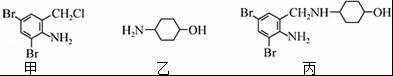 Br CH₂Cl
Br NH₂
甲
H₂N OH
乙
Br CH₂NH OH
Br NH₂
丙